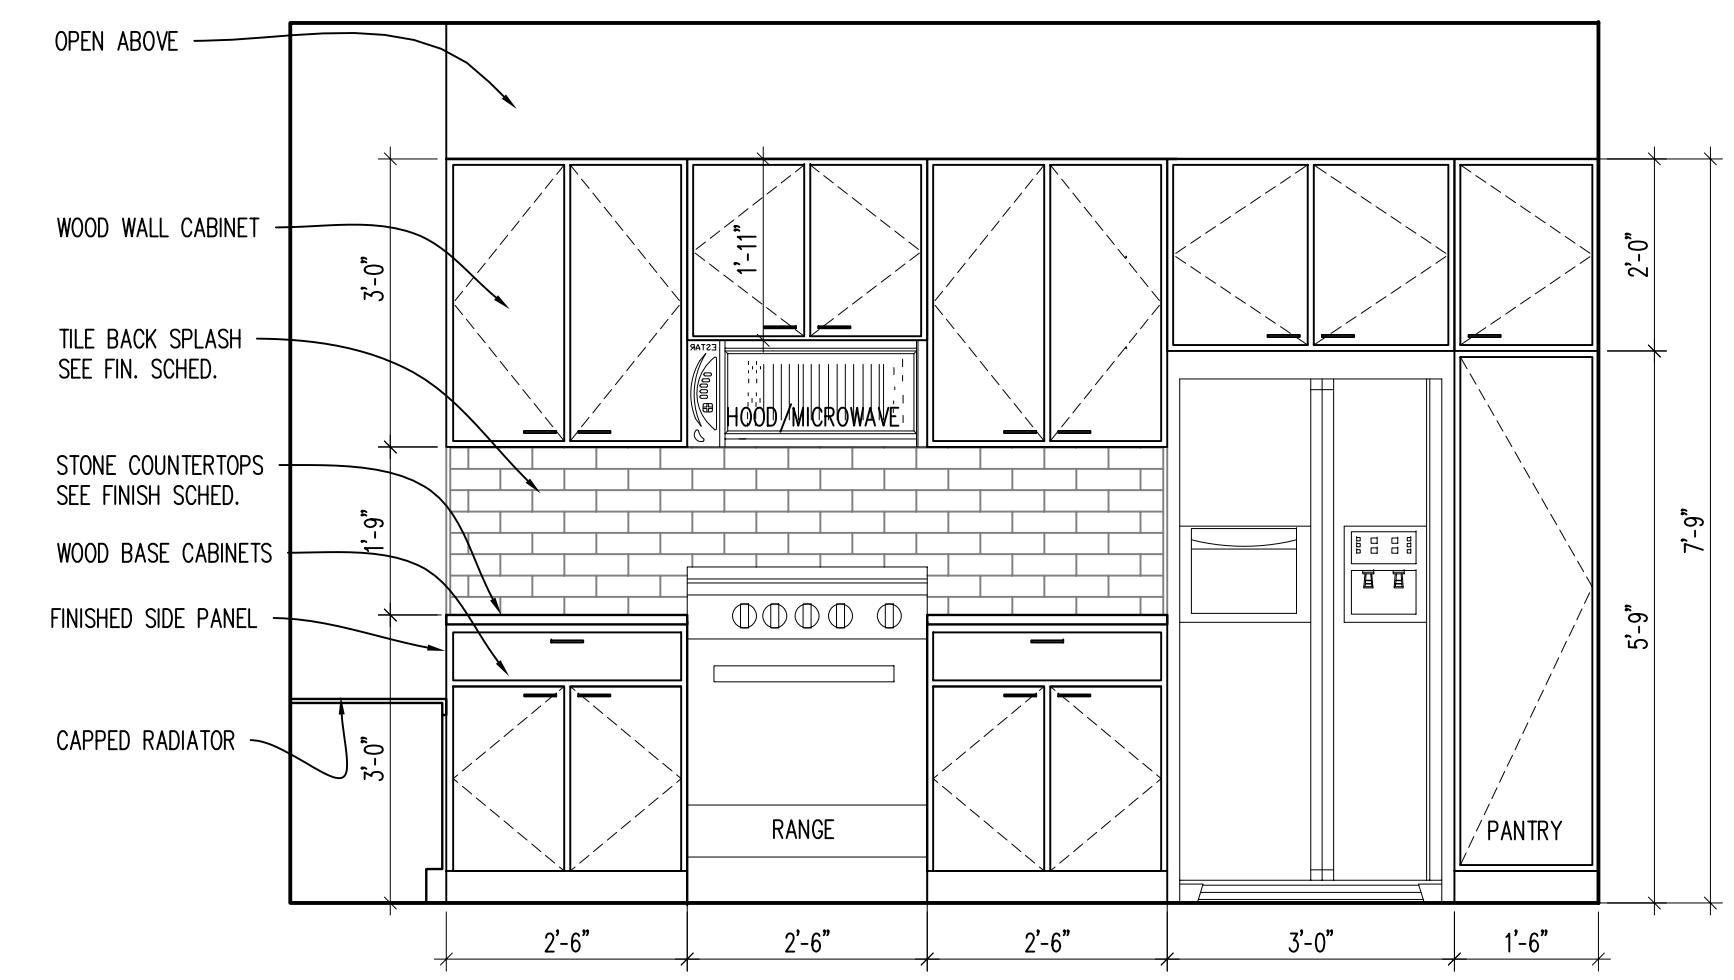 OPEN ABOVE
WOOD WALL CABINET
TILE BACK SPLASH
SEE FIN. SCHED.
STONE COUNTERTOPS
SEE FINISH SCHED.
WOOD BASE CABINETS
FINISHED SIDE PANEL
CAPPED RADIATOR
3'-0"
1'-9"
3'-0"
1'-11"
ESTAR
HOOD/MICROWAVE
RANGE
PANTRY
2'-0"
5'-9"
7'-9"
2'-6"
2'-6"
2'-6"
3'-0"
1'-6"